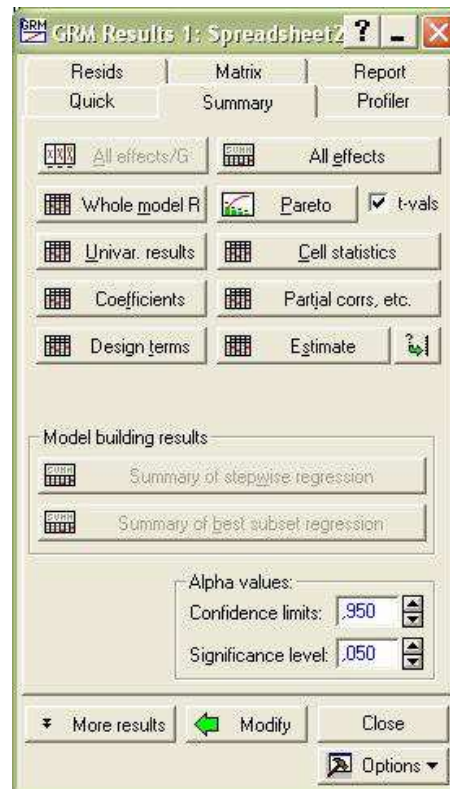 GRM GRM Results 1: Spreadsheet2 ?
Resids Matrix Report
Quick Summary Profiler
All effects/G All effects
Whole model R Pareto t-vals
Univar. results Cell statistics
Coefficients Partial corrs, etc.
Design terms Estimate ?
Model building results
Summary of stepwise regression
Summary of best subset regression
Alpha values:
Confidence limits: ,950
Significance level: ,050
More results Modify Close
Options